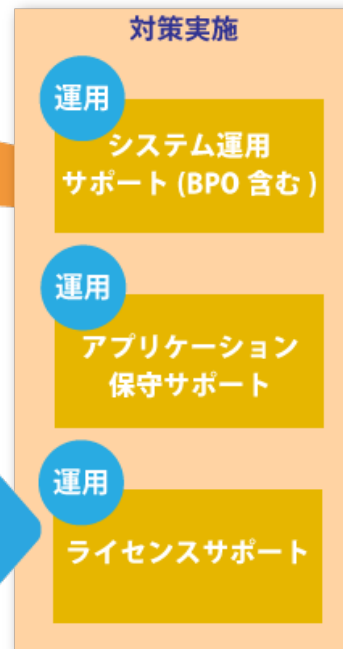 対策実施
運用
システム運用
サポート (BPO 含む )
運用
アプリケーション
保守サポート
運用
ライセンスサポート